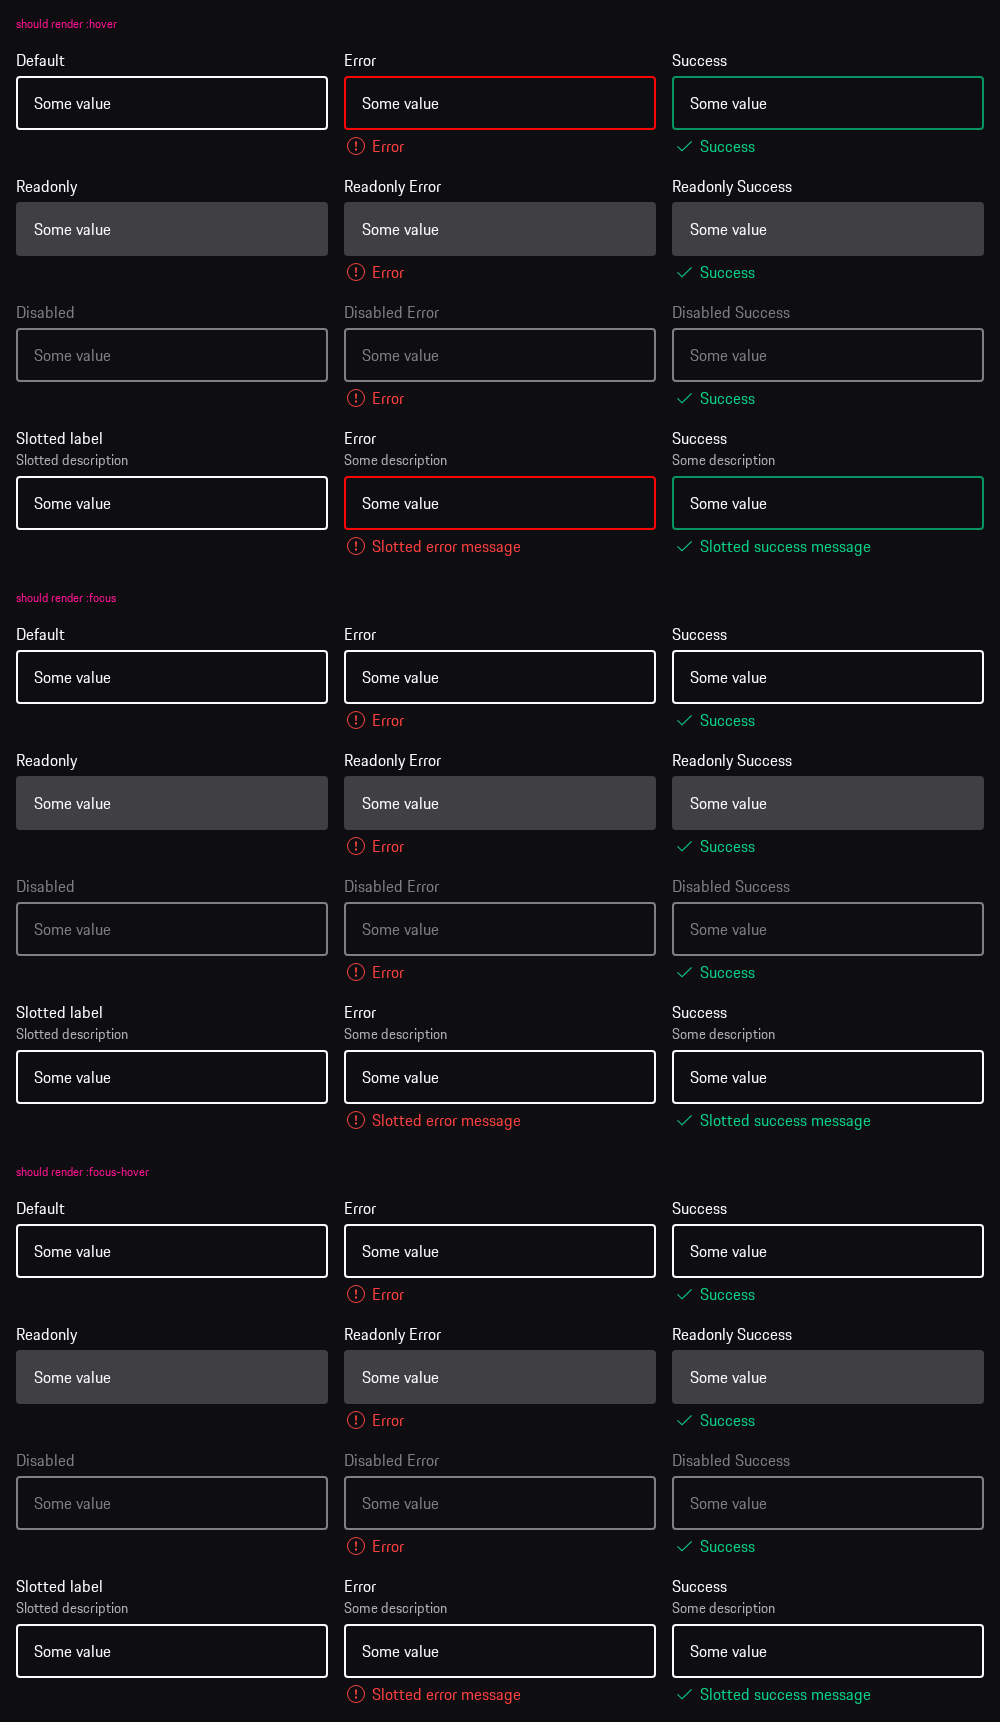 should render :hover
Default Error Success
Some value Some value Some value
Error Success
Readonly Readonly Error Readonly Success
Some value Some value Some value
Error Success
Disabled Disabled Error Disabled Success
Some value Some value Some value
Error Success
Slotted label Error Success
Slotted description Some description Some description
Some value Some value Some value
Slotted error message Slotted success message
should render :focus
Default Error Success
Some value Some value Some value
Error Success
Readonly Readonly Error Readonly Success
Some value Some value Some value
Error Success
Disabled Disabled Error Disabled Success
Some value Some value Some value
Error Success
Slotted label Error Success
Slotted description Some description Some description
Some value Some value Some value
Slotted error message Slotted success message
should render :focus-hover
Default Error Success
Some value Some value Some value
Error Success
Readonly Readonly Error Readonly Success
Some value Some value Some value
Error Success
Disabled Disabled Error Disabled Success
Some value Some value Some value
Error Success
Slotted label Error Success
Slotted description Some description Some description
Some value Some value Some value
Slotted error message Slotted success message